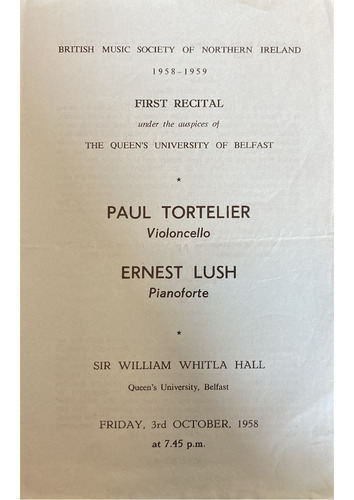 BRITISH MUSIC SOCIETY OF NORTHERN IRELAND
1958–1959
FIRST RECITAL
under the auspices of
THE QUEEN'S UNIVERSITY OF BELFAST
★
PAUL TORTELIER
Violoncello
ERNEST LUSH
Pianoforte
★
SIR WILLIAM WHITLA HALL
Queen's University, Belfast
FRIDAY, 3rd OCTOBER, 1958
at 7.45 p.m.